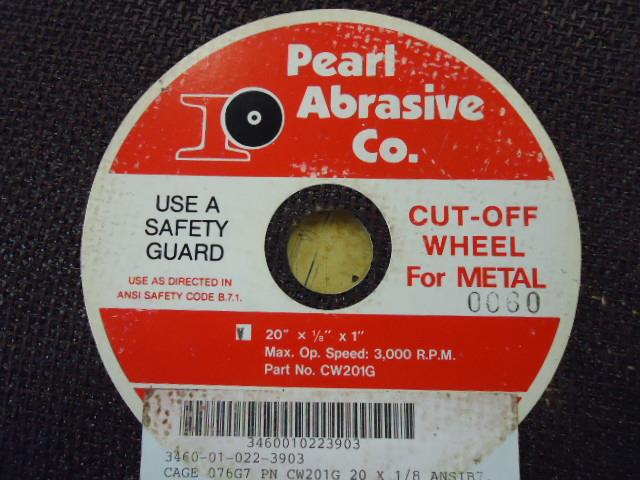 Pearl
Abrasive
Co.
USE A
SAFETY
GUARD
USE AS DIRECTED IN
ANSI SAFETY CODE B.7.1.
CUT-OFF
WHEEL
For METAL
0060
20" × 1/8" x 1"
Max. Op. Speed: 3,000 R.P.M.
Part No. CW201G
3460010223903
3460-01-022-3903
CAGE 076G7 PN CW201G 20 X 1/8 ANSIB7.